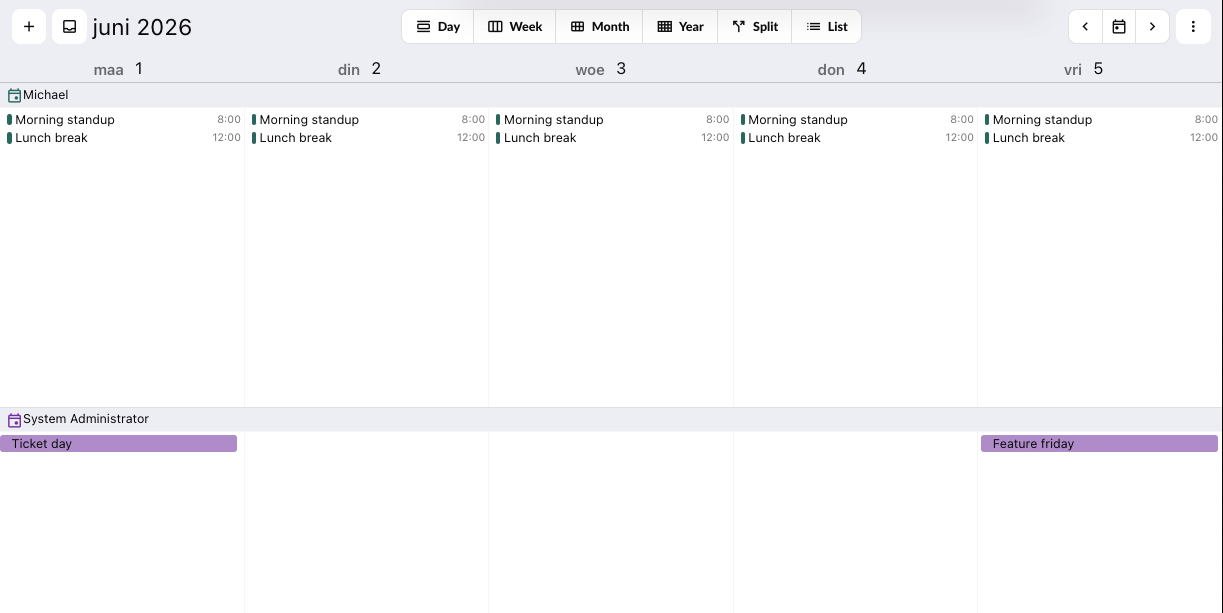 juni 2026 Day Week Month Year Split List
maa 1 din 2 woe 3 don 4 vri 5
Michael
Morning standup 8:00 Morning standup 8:00 Morning standup 8:00 Morning standup 8:00 Morning standup 8:00
Lunch break 12:00 Lunch break 12:00 Lunch break 12:00 Lunch break 12:00 Lunch break 12:00
System Administrator
Ticket day Feature friday